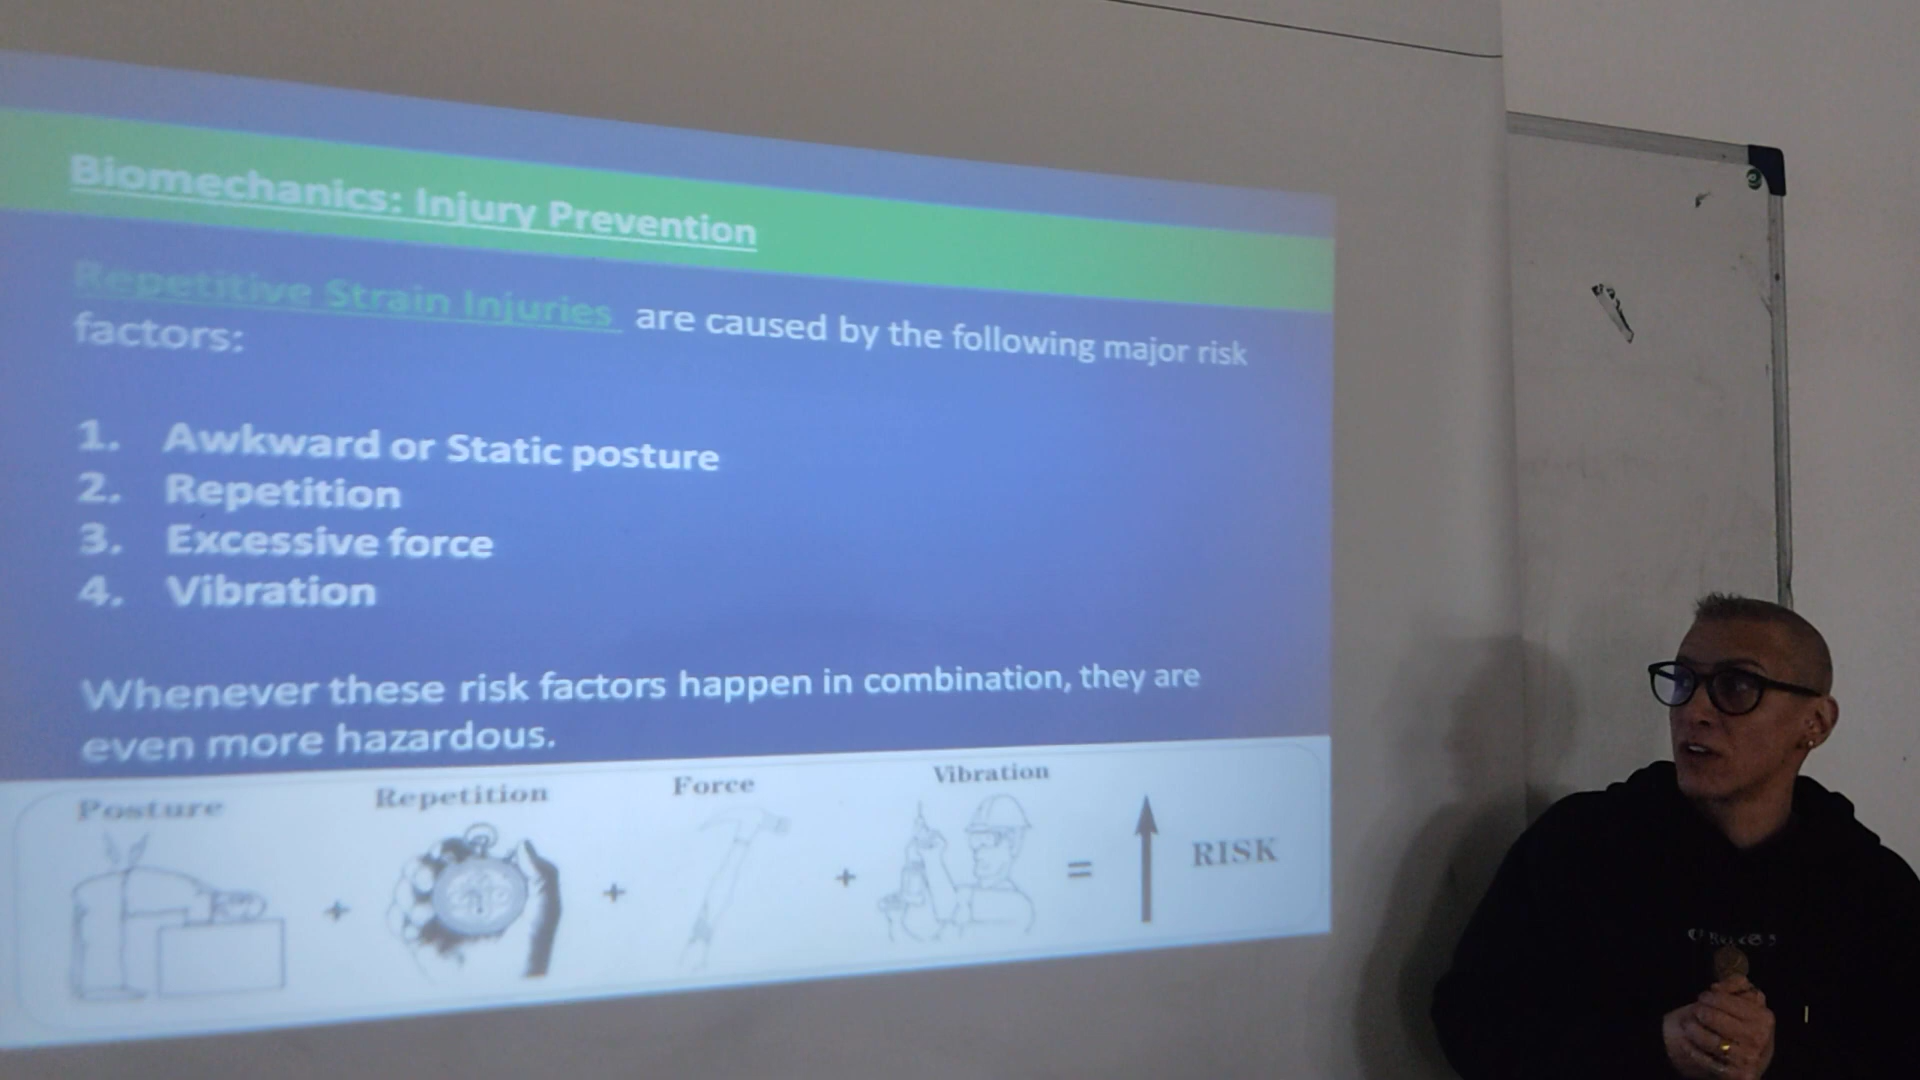 Biomechanics: Injury Prevention
Repetitive Strain Injuries are caused by the following major risk
factors:
1. Awkward or Static posture
2. Repetition
3. Excessive force
4. Vibration
Whenever these risk factors happen in combination, they are
even more hazardous.
Posture + Repetition + Force + Vibration = RISK